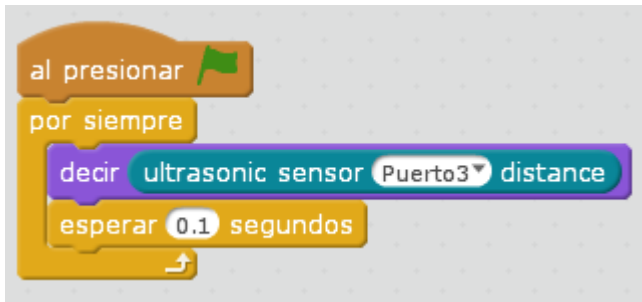 al presionar
por siempre
decir ultrasonic sensor Puerto3 distance
esperar 0.1 segundos